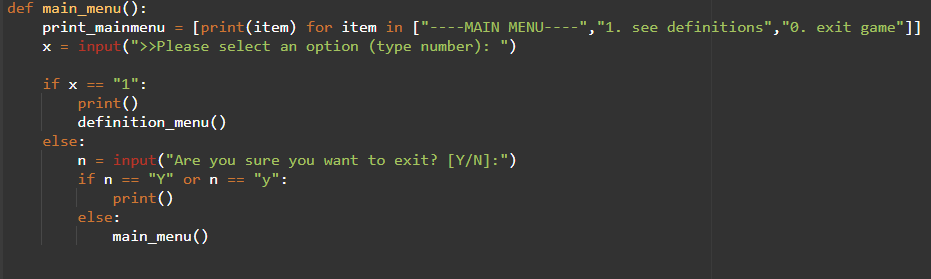 def main_menu():
    print_mainmenu = [print(item) for item in ["----MAIN MENU----","1. see definitions","0. exit game"]]
    x = input(">>Please select an option (type number): ")

    if x == "1":
        print()
        definition_menu()
    else:
        n = input("Are you sure you want to exit? [Y/N]:")
        if n == "Y" or n == "y":
            print()
        else:
            main_menu()